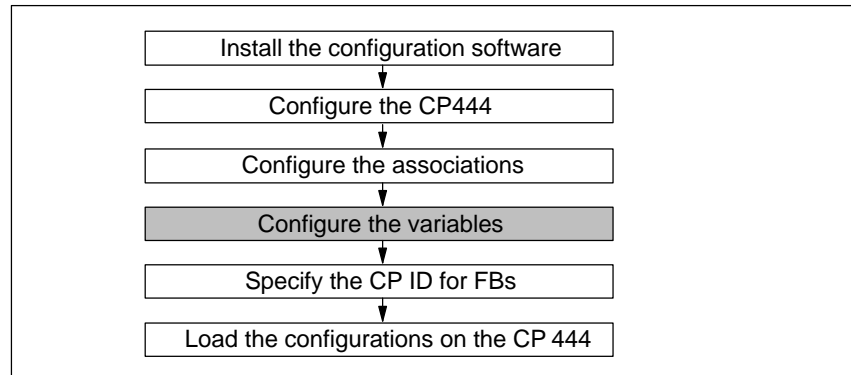 Install the configuration software
Configure the CP444
Configure the associations
Configure the variables
Specify the CP ID for FBs
Load the configurations on the CP 444